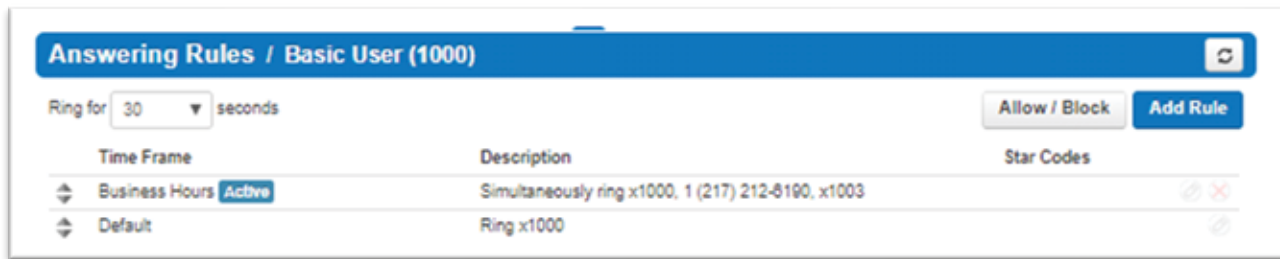 Answering Rules / Basic User (1000)
Ring for 30 seconds Allow / Block Add Rule
Time Frame Description Star Codes
Business Hours Active Simultaneously ring x1000, 1 (217) 212-6190, x1003
Default Ring x1000